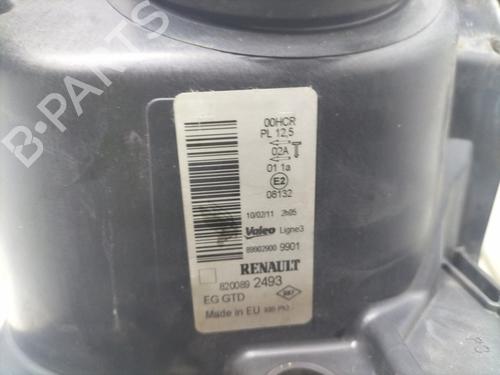 B-PARTS
00HCR
PL 12,5
02A
01 1a
E2
06132
10/02/11 2h05
Valeo Ligne3
89902900 9901
RENAULT
820089 2493
EG GTD
Made in EU